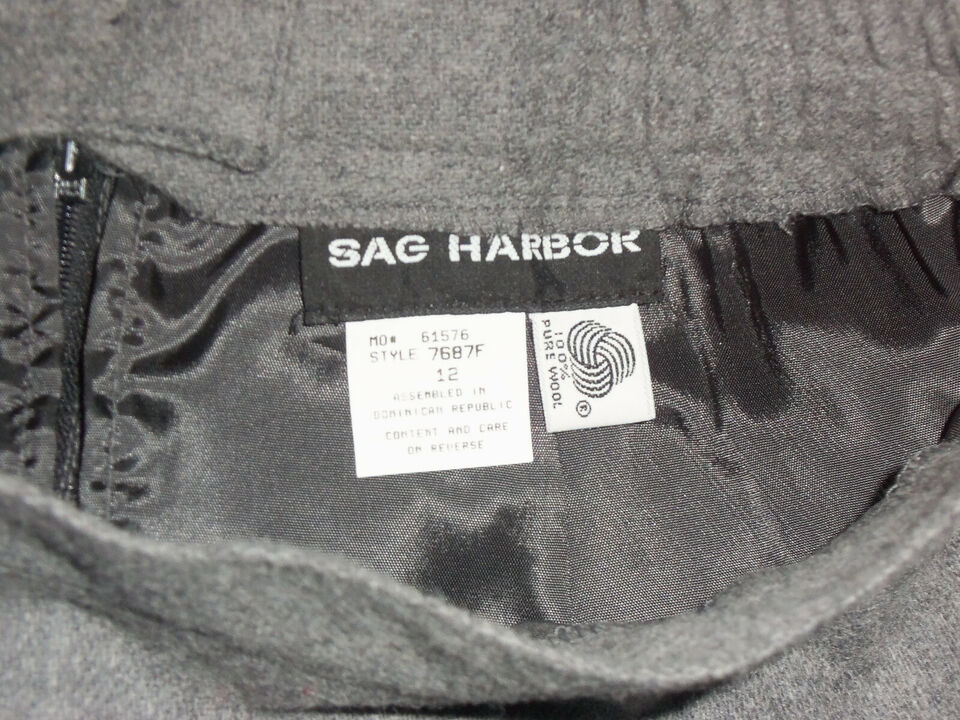 SAG HARBOR
MO# 61576
STYLE 7687F
12
ASSEMBLED IN
DOMINICAN REPUBLIC
CONTENT AND CARE
ON REVERSE
100%
PURE WOOL
®